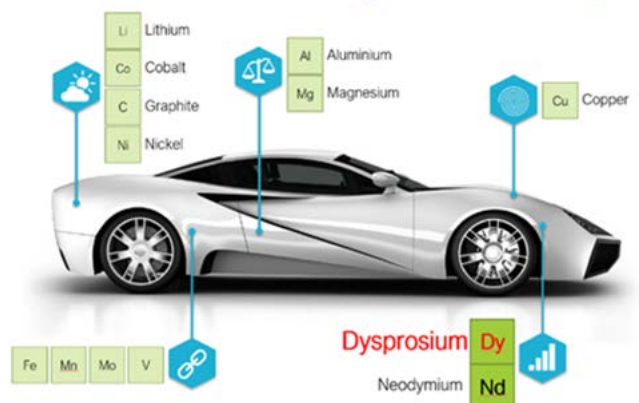 Li Lithium
Co Cobalt
C Graphite
Ni Nickel
Al Aluminium
Mg Magnesium
Cu Copper
Fe Mn Mo V
Dysprosium Dy
Neodymium Nd